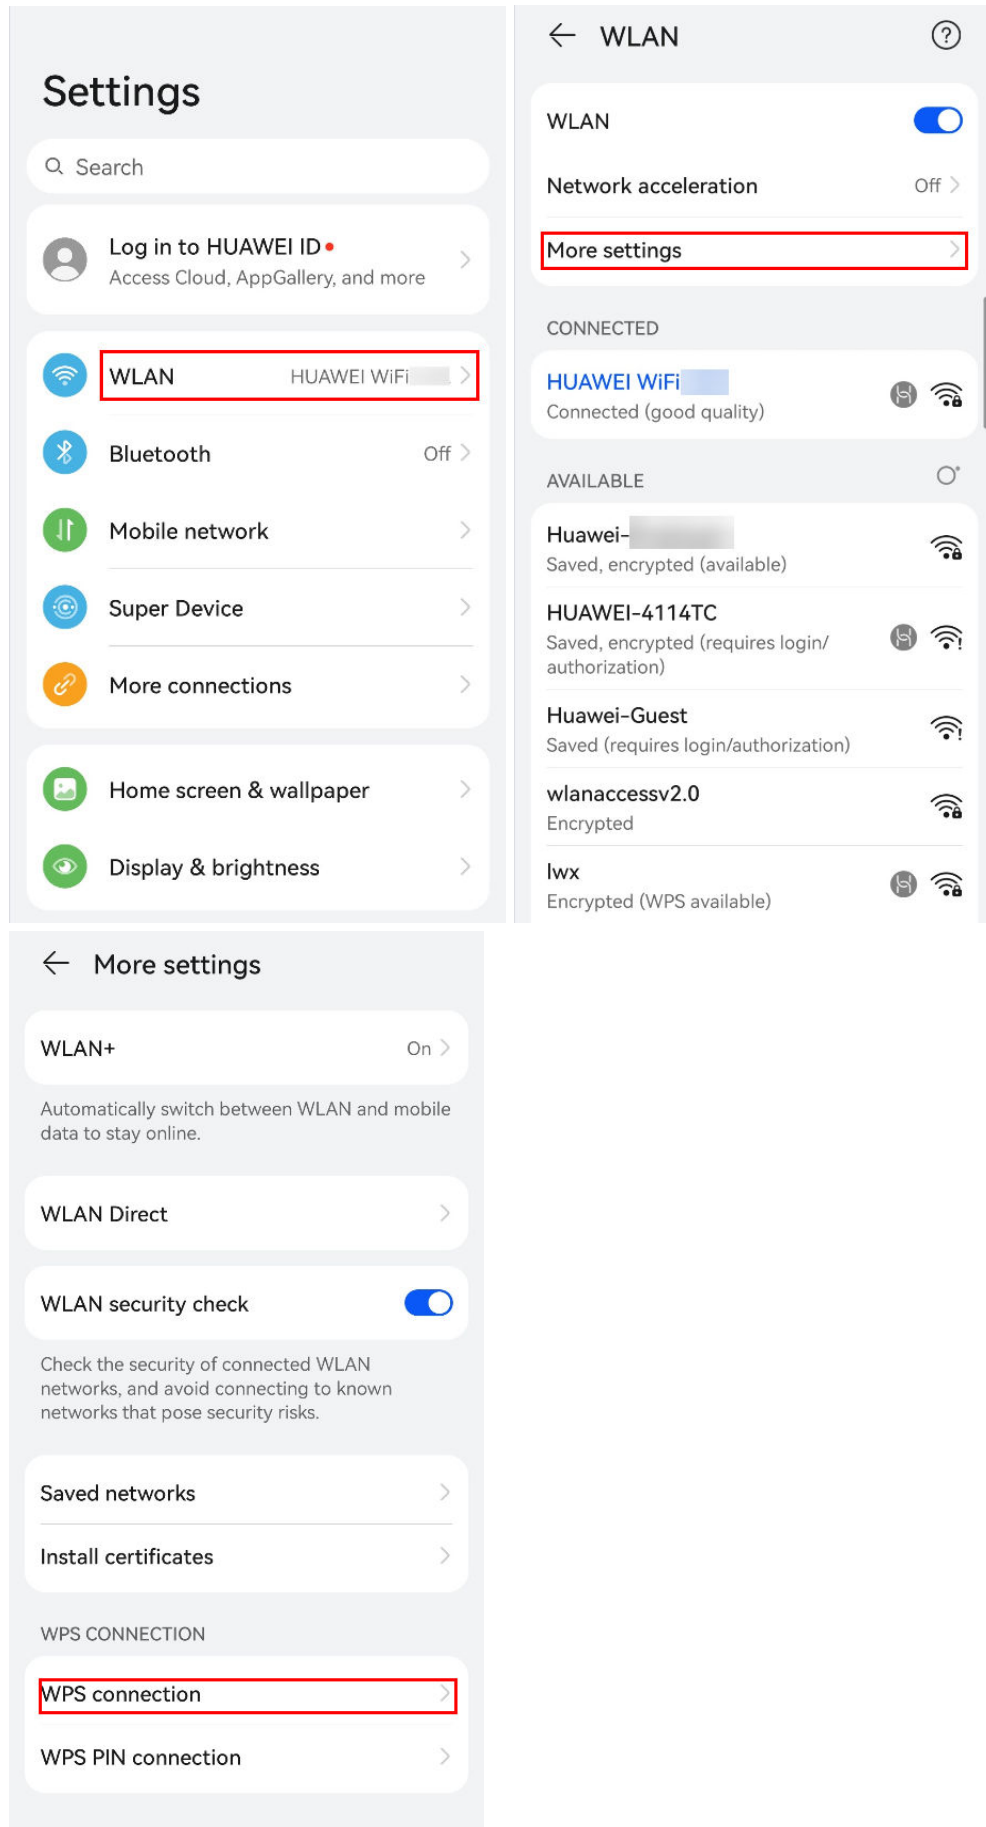 Settings
Search
Log in to HUAWEI ID
Access Cloud, AppGallery, and more
WLAN HUAWEI WiFi
Bluetooth Off
Mobile network
Super Device
More connections
Home screen & wallpaper
Display & brightness
WLAN ?
WLAN
Network acceleration Off
More settings
CONNECTED
HUAWEI WiFi
Connected (good quality)
AVAILABLE
Huawei-
Saved, encrypted (available)
HUAWEI-4114TC
Saved, encrypted (requires login/
authorization)
Huawei-Guest
Saved (requires login/authorization)
wlanaccessv2.0
Encrypted
lwx
Encrypted (WPS available)
More settings
WLAN+ On
Automatically switch between WLAN and mobile
data to stay online.
WLAN Direct
WLAN security check
Check the security of connected WLAN
networks, and avoid connecting to known
networks that pose security risks.
Saved networks
Install certificates
WPS CONNECTION
WPS connection
WPS PIN connection